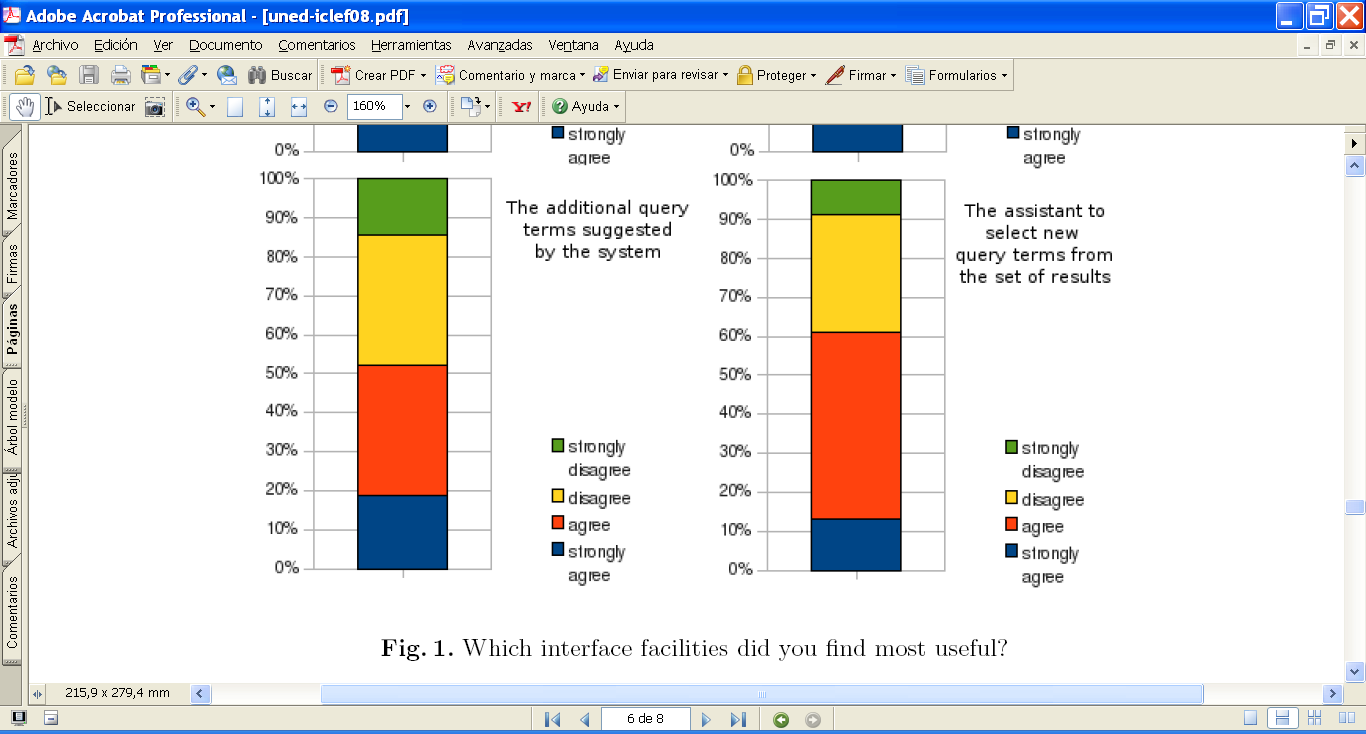 Adobe Acrobat Professional - [uned-iclef08.pdf]
Archivo Edición Ver Documento Comentarios Herramientas Avanzadas Ventana Ayuda
Buscar Crear PDF Comentario y marca Enviar para revisar Proteger Firmar Formularios
Seleccionar 160% Y! Ayuda
Marcadores
Firmas
Páginas
Árbol modelo
Archivos adju
Comentarios
0%
strongly
agree
0%
strongly
agree
100%
90%
80%
70%
60%
50%
40%
30%
20%
10%
0%
The additional query
terms suggested
by the system
strongly
disagree
disagree
agree
strongly
agree
100%
90%
80%
70%
60%
50%
40%
30%
20%
10%
0%
The assistant to
select new
query terms from
the set of results
strongly
disagree
disagree
agree
strongly
agree
Fig. 1. Which interface facilities did you find most useful?
215,9 x 279,4 mm
6 de 8